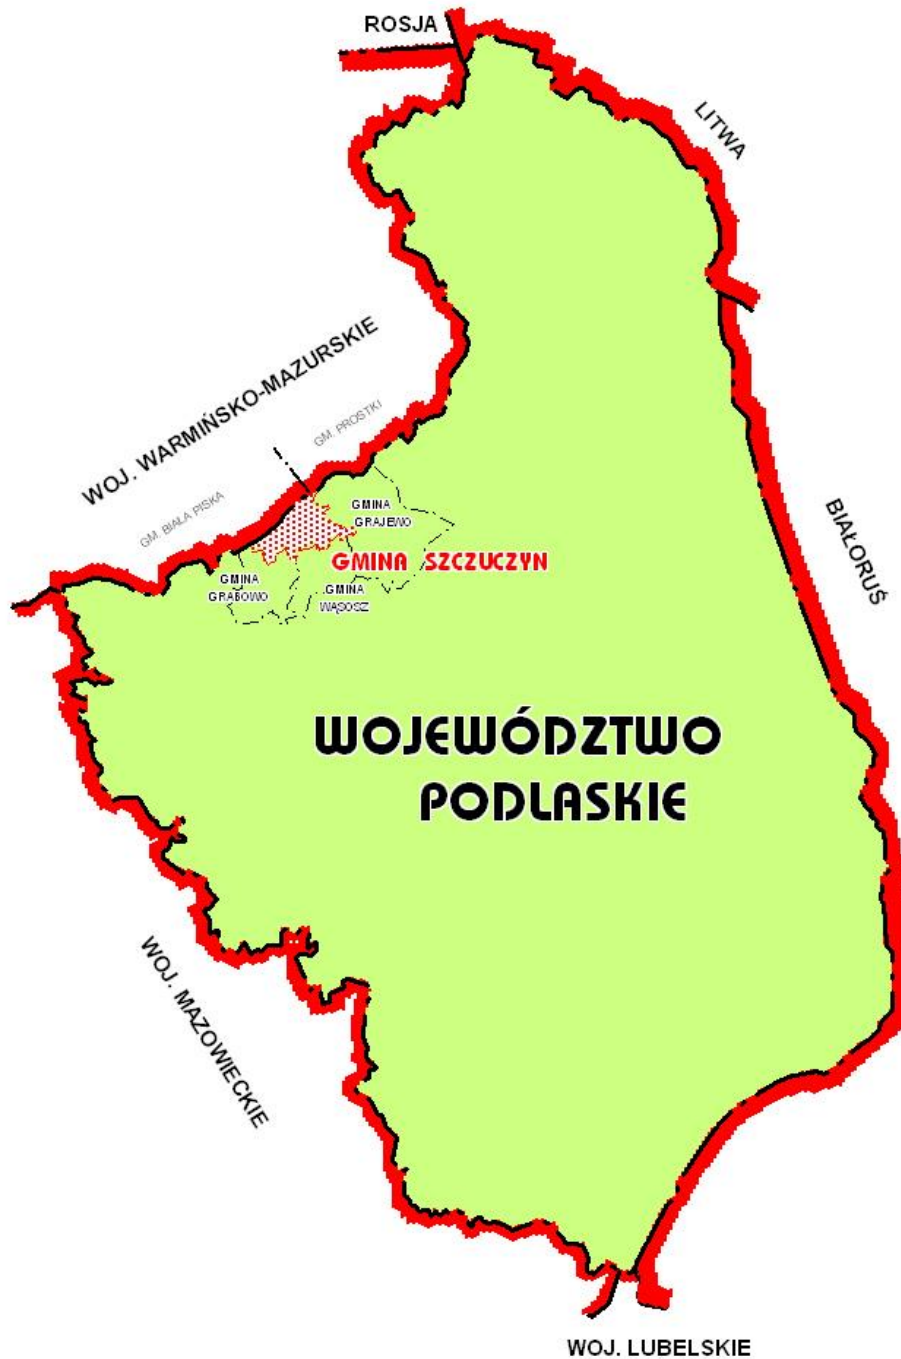 ROSJA
LITWA
WOJ. WARMIŃSKO-MAZURSKIE
GM. PROSTKI
GM. BIAŁA PISKA
GMINA
GRAJEWO
BIAŁORUŚ
GMINA SZCZUCZYN
GMINA
GRABOWO
GMINA
WĄSOSZ
WOJEWÓDZTWO
PODLASKIE
WOJ. MAZOWIECKIE
WOJ. LUBELSKIE